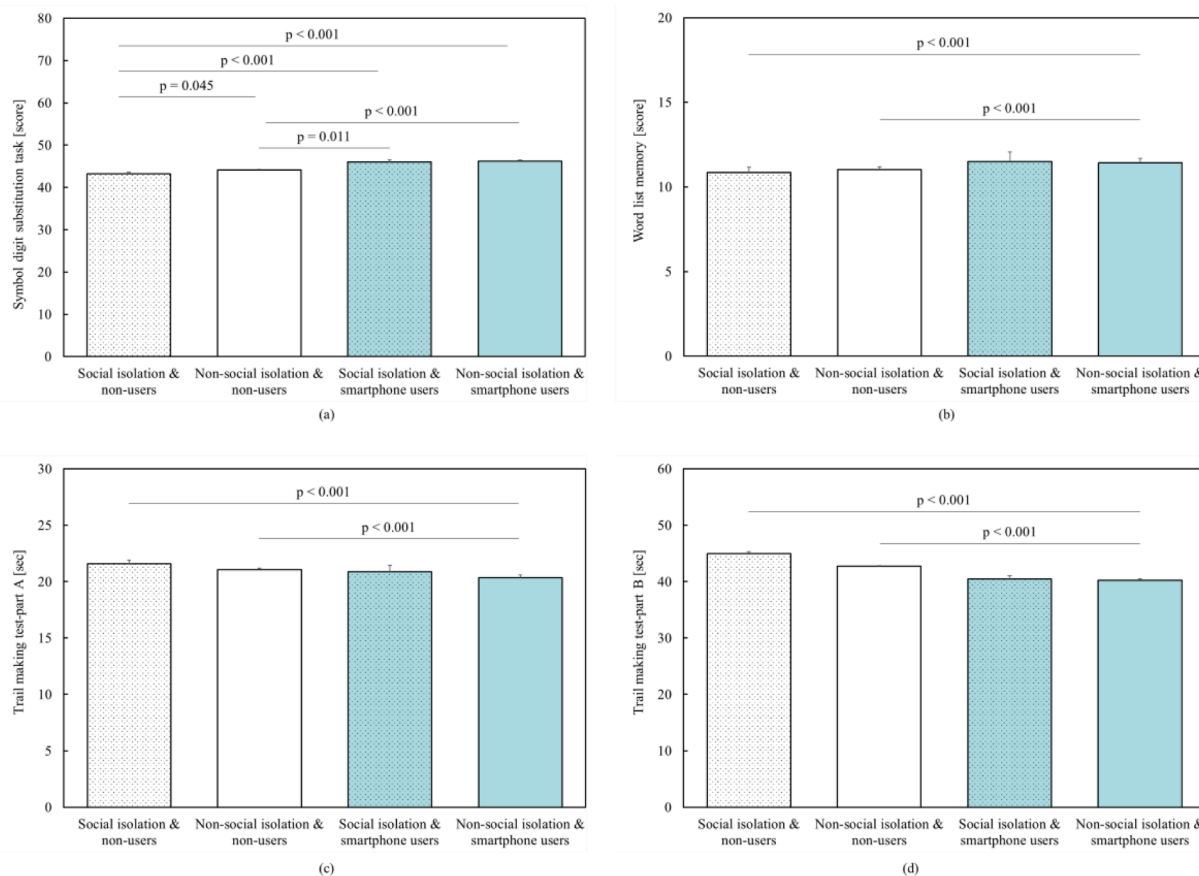 Symbol digit substitution task [score]
80
70
60
50
40
30
20
10
0
p < 0.001
p < 0.001
p = 0.045
p < 0.001
p = 0.011
Social isolation &
non-users
Non-social isolation &
non-users
Social isolation &
smartphone users
Non-social isolation &
smartphone users
(a)
Word list memory [score]
20
15
10
5
0
p < 0.001
p < 0.001
Social isolation &
non-users
Non-social isolation &
non-users
Social isolation &
smartphone users
Non-social isolation &
smartphone users
(b)
Trail making test-part A [sec]
30
25
20
15
10
5
0
p < 0.001
p < 0.001
Social isolation &
non-users
Non-social isolation &
non-users
Social isolation &
smartphone users
Non-social isolation &
smartphone users
(c)
Trail making test-part B [sec]
60
50
40
30
20
10
0
p < 0.001
p < 0.001
Social isolation &
non-users
Non-social isolation &
non-users
Social isolation &
smartphone users
Non-social isolation &
smartphone users
(d)